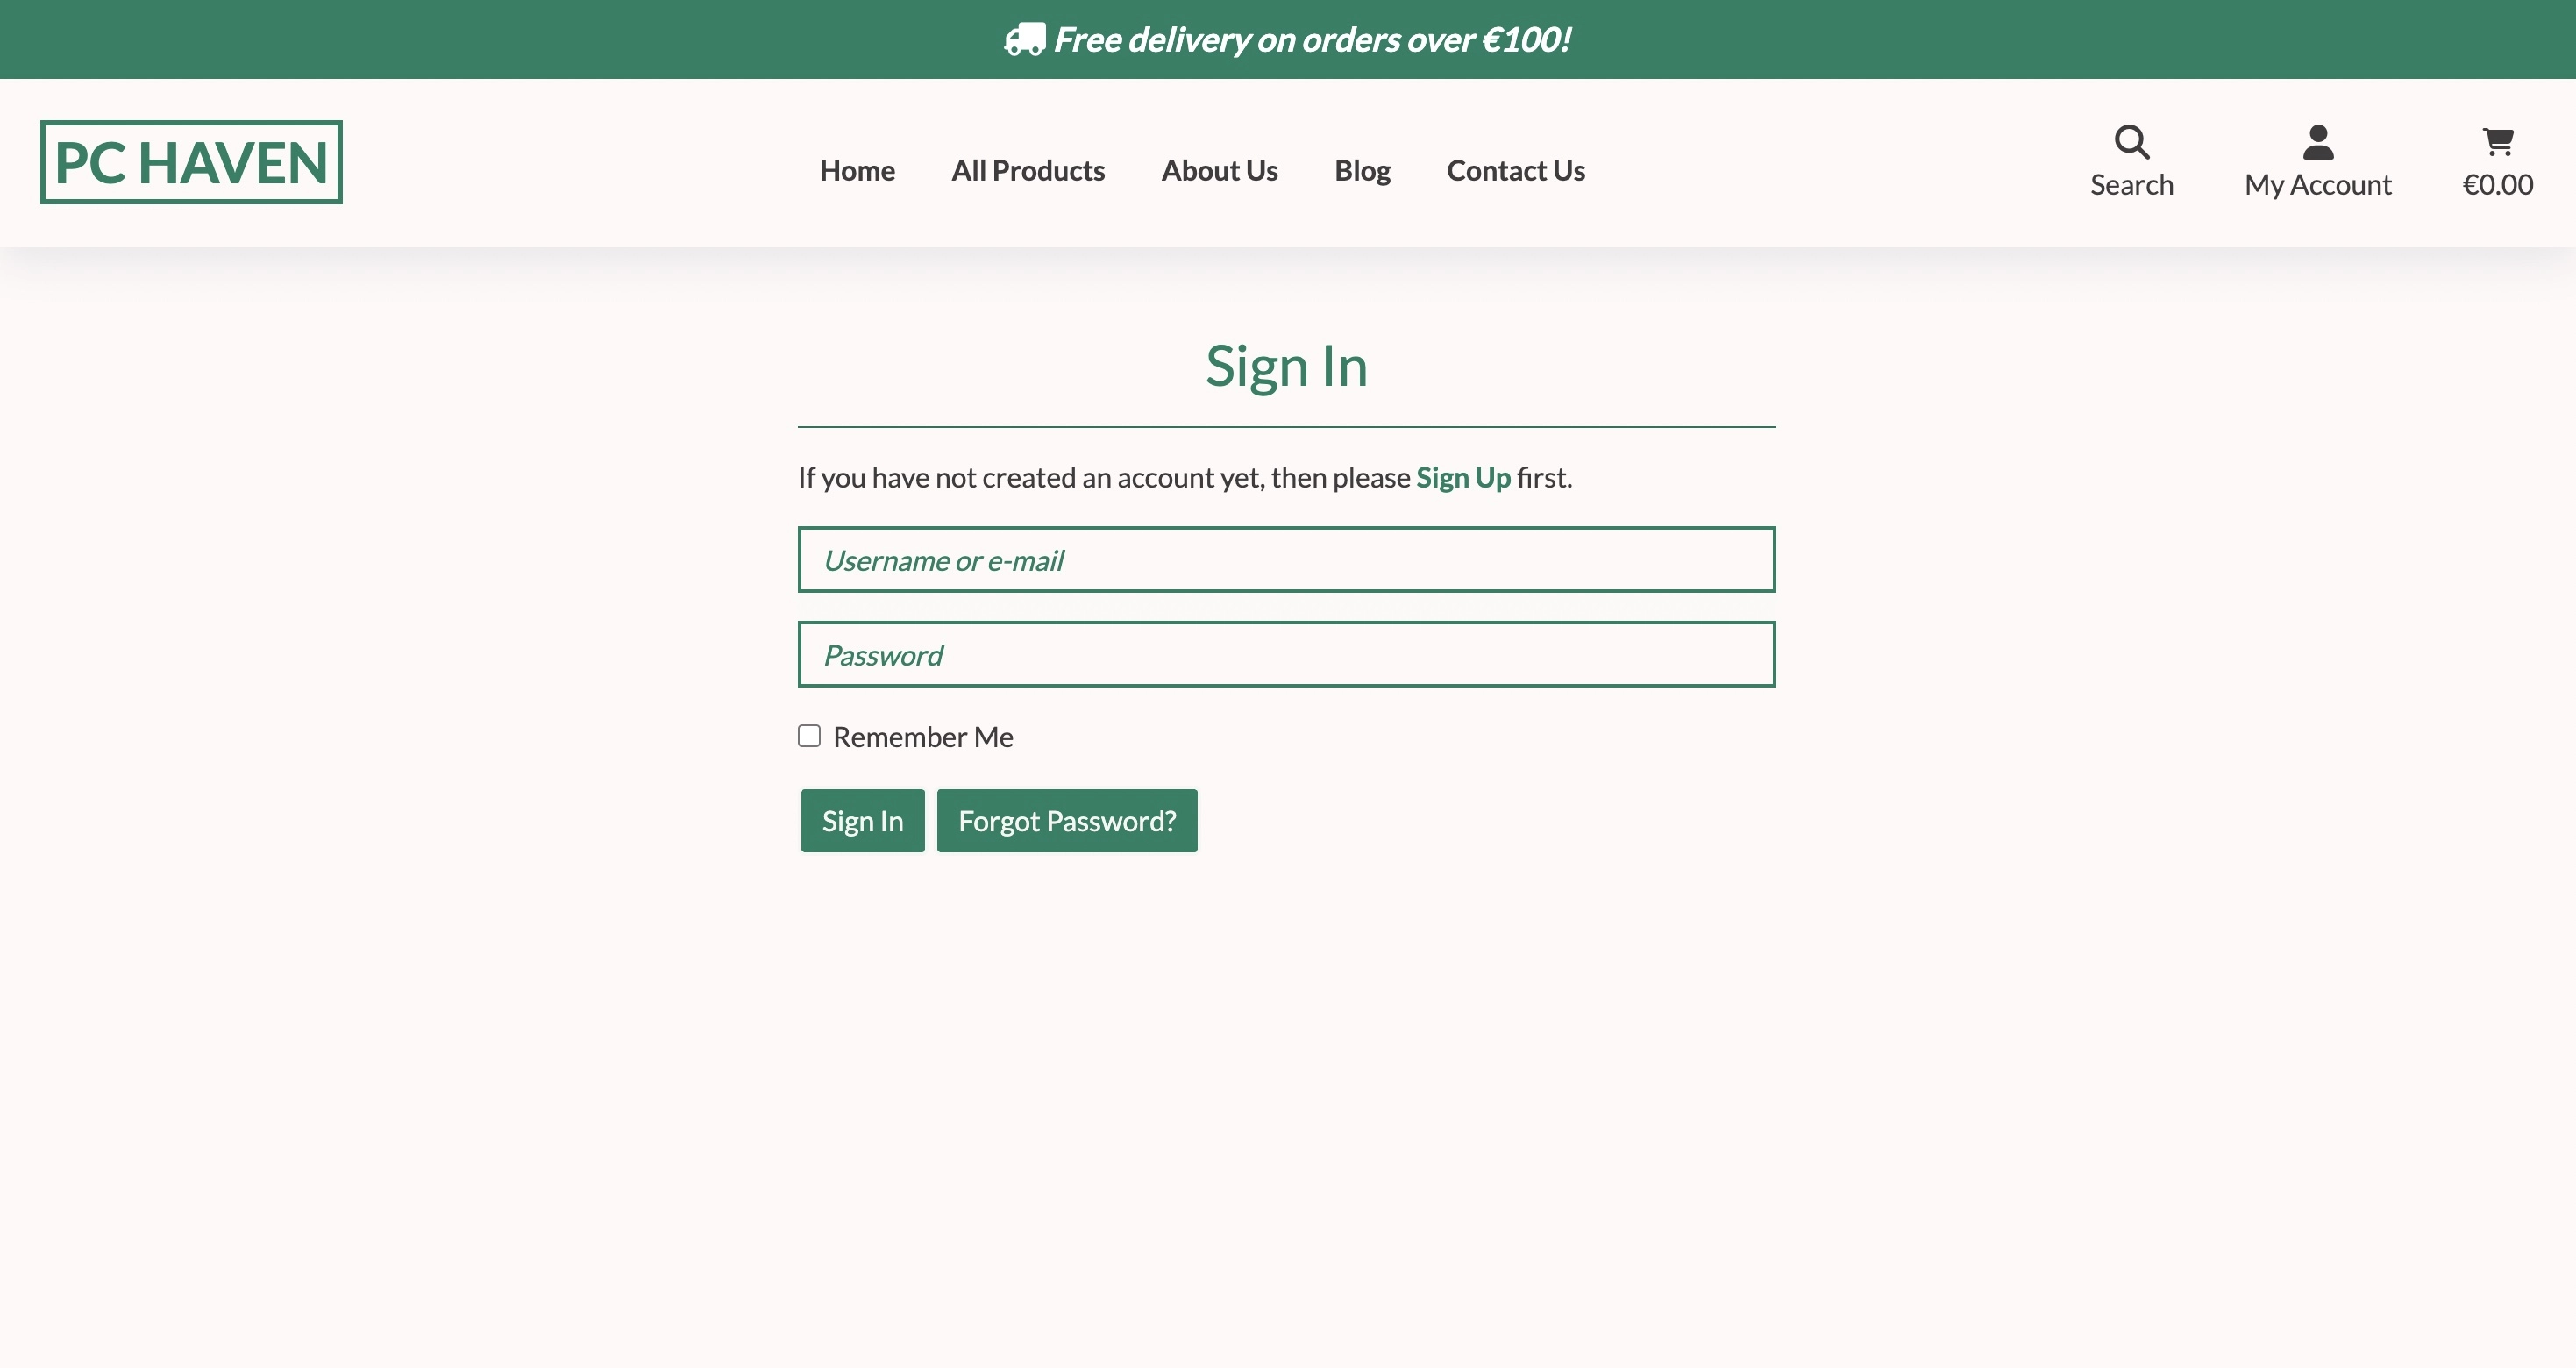 Free delivery on orders over €100!
PC HAVEN
Home All Products About Us Blog Contact Us
Search My Account €0.00
Sign In
If you have not created an account yet, then please Sign Up first.
Username or e-mail
Password
Remember Me
Sign In Forgot Password?